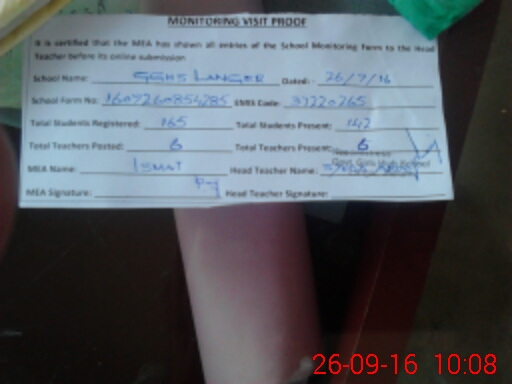 MONITORING VISIT PROOF
It is certified that the MEA has shown all entries of the School Monitoring Form to the Head
Teacher before its online submission
School Name: GGHS LANGER Dated:- 26/7/16
School Form No: EMIS Code: 37220265
Total Students Registered: 165 Total Students Present: 142
Total Teachers Posted: 6 Total Teachers Present: 6
MEA Name: ISMAT Head Teacher Name:
MEA Signature: Head Teacher Signature:
26-09-16 10:08